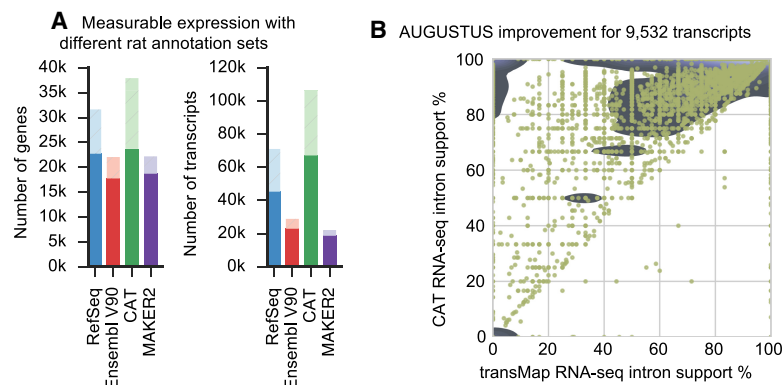 A Measurable expression with
different rat annotation sets
Number of genes
40k
35k
30k
25k
20k
15k
10k
5k
0k
RefSeq
Ensembl V90
CAT
MAKER2
Number of transcripts
120k
100k
80k
60k
40k
20k
0k
RefSeq
Ensembl V90
CAT
MAKER2
B AUGUSTUS improvement for 9,532 transcripts
CAT RNA-seq intron support %
100
80
60
40
20
0
0 20 40 60 80 100
transMap RNA-seq intron support %